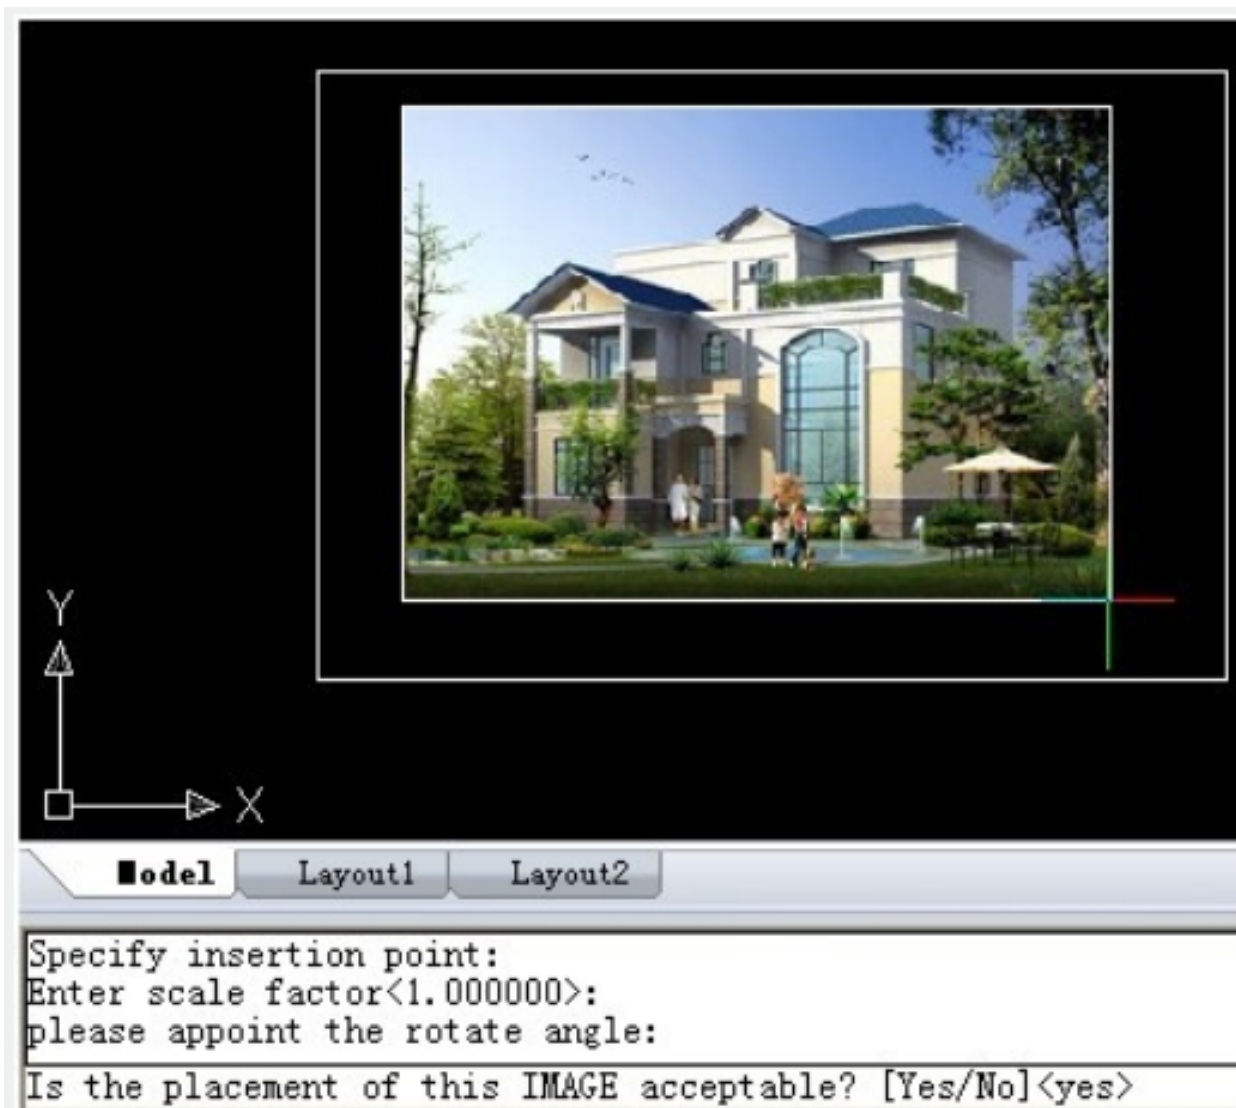 Y
X
Model Layout1 Layout2
Specify insertion point:
Enter scale factor<1.000000>:
please appoint the rotate angle:
Is the placement of this IMAGE acceptable? [Yes/No]<yes>